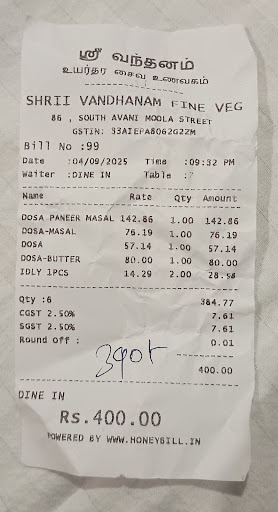 ஸ்ரீ வந்தனம்
உயர்தர சைவ உணவகம்
SHRII VANDHANAM FINE VEG
86 , SOUTH AVANI MOOLA STREET
GSTIN: 33AIEPA8062G2ZM
Bill No :99
Date :04/09/2025 Time :09:32 PM
Waiter :DINE IN Table :
Name Rate Qty Amount
DOSA PANEER MASAL 142.86 1.00 142.86
DOSA-MASAL 76.19 1.00 76.19
DOSA 57.14 1.00 57.14
DOSA-BUTTER 80.00 1.00 80.00
IDLY 1PCS 14.29 2.00 28.58
Qty :6 384.77
CGST 2.50% 7.61
SGST 2.50% 7.61
Round off : 0.01
400.00
DINE IN
Rs.400.00
POWERED BY WWW.HONEYBILL.IN